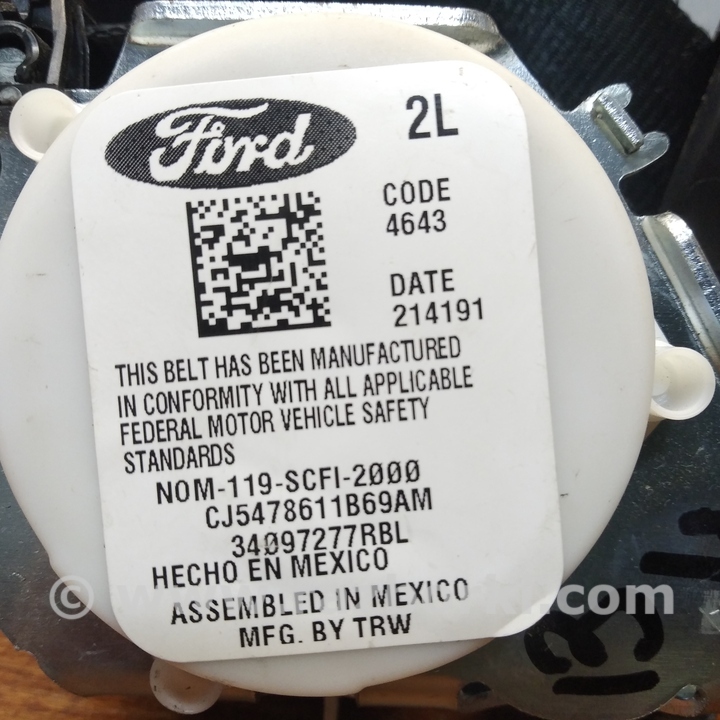 Ford
2L
CODE
4643
DATE
214191
THIS BELT HAS BEEN MANUFACTURED
IN CONFORMITY WITH ALL APPLICABLE
FEDERAL MOTOR VEHICLE SAFETY
STANDARDS
NOM-119-SCFI-2000
CJ5478611B69AM
34097277RBL
HECHO EN MEXICO
ASSEMBLED IN MEXICO
MFG. BY TRW